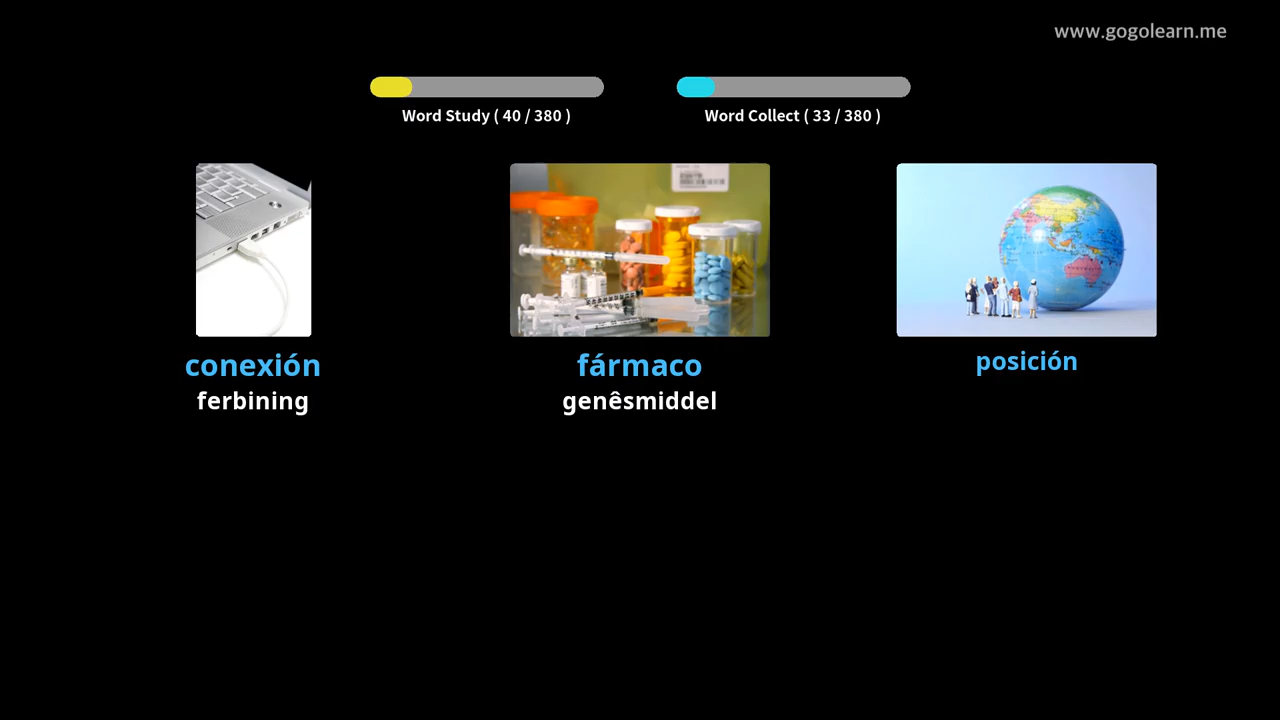 www.gogolearn.me
Word Study ( 40 / 380 )
Word Collect ( 33 / 380 )
conexión
ferbining
fármaco
genêsmiddel
posición